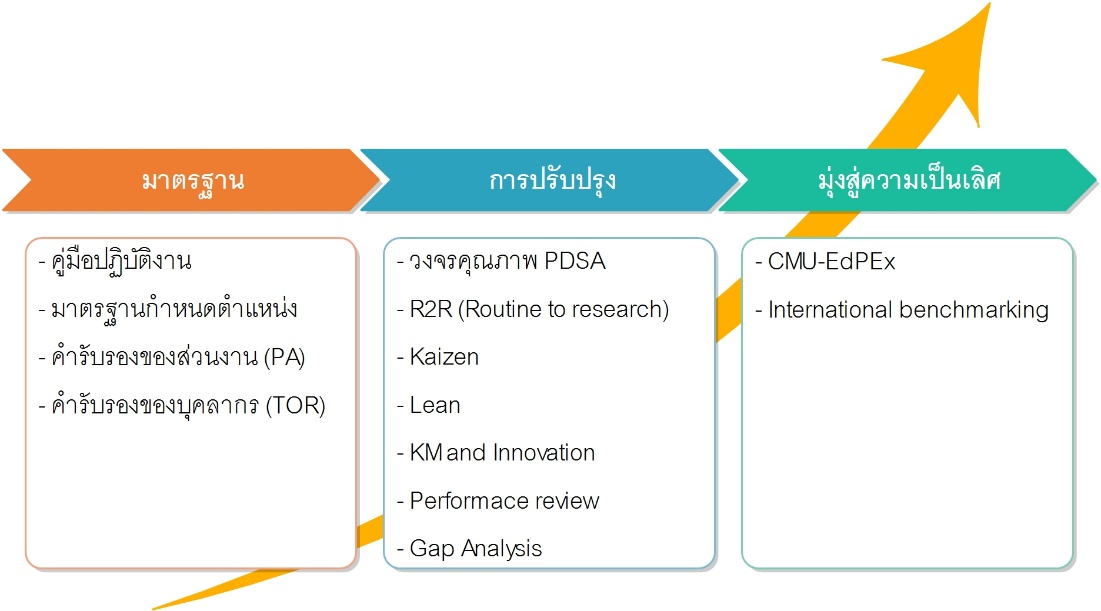 มาตรฐาน
การปรับปรุง
มุ่งสู่ความเป็นเลิศ
- คู่มือปฏิบัติงาน
- มาตรฐานกำหนดตำแหน่ง
- คำรับรองของส่วนงาน (PA)
- คำรับรองของบุคลากร (TOR)
- วงจรคุณภาพ PDSA
- R2R (Routine to research)
- Kaizen
- Lean
- KM and Innovation
- Performace review
- Gap Analysis
- CMU-EdPEx
- International benchmarking